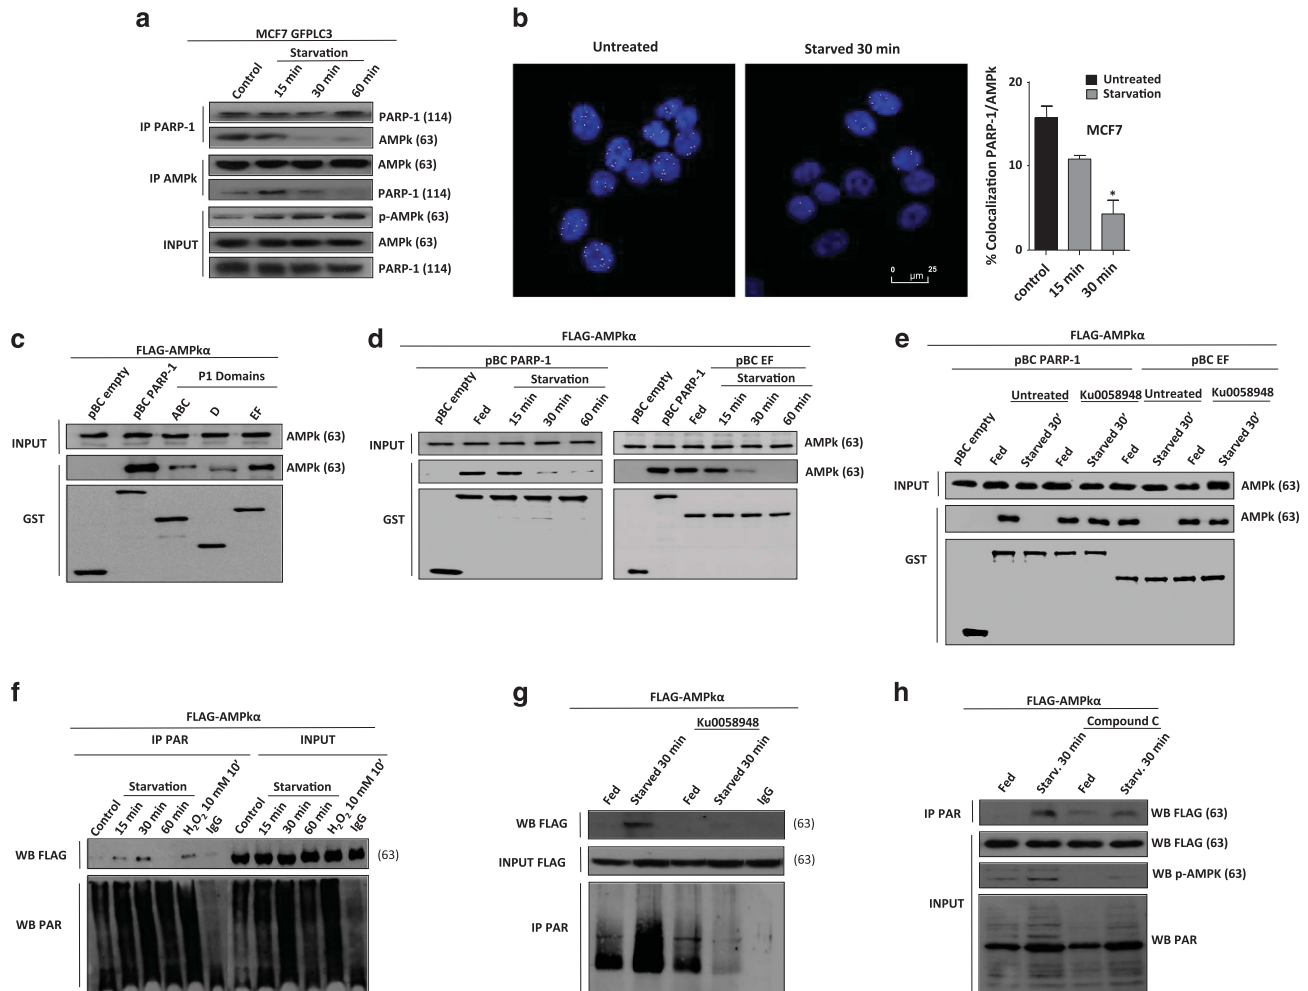 a
MCF7 GFPLC3
Starvation
Control
15 min
30 min
60 min
IP PARP-1
PARP-1 (114)
AMPk (63)
IP AMPk
AMPk (63)
PARP-1 (114)
INPUT
p-AMPk (63)
AMPk (63)
PARP-1 (114)
b
Untreated
Starved 30 min
0 25
µm
% Colocalization PARP-1/AMPk
20
10
0
Untreated
Starvation
MCF7
*
control
15 min
30 min
c
FLAG-AMPkα
P1 Domains
pBC empty
pBC PARP-1
ABC
D
EF
INPUT
AMPk (63)
AMPk (63)
GST
d
FLAG-AMPkα
pBC PARP-1
pBC EF
Starvation
Starvation
pBC empty
Fed
15 min
30 min
60 min
pBC empty
pBC PARP-1
Fed
15 min
30 min
60 min
INPUT
AMPk (63)
AMPk (63)
GST
e
FLAG-AMPkα
pBC PARP-1
pBC EF
Untreated
Ku0058948
Untreated
Ku0058948
pBC empty
Fed
Starved 30'
Fed
Starved 30'
Fed
Starved 30'
Fed
Starved 30'
INPUT
AMPk (63)
AMPk (63)
GST
f
FLAG-AMPkα
IP PAR
INPUT
Starvation
Starvation
Control
15 min
30 min
60 min
H2O2 10 mM 10'
IgG
Control
15 min
30 min
60 min
H2O2 10 mM 10'
IgG
WB FLAG
(63)
WB PAR
g
FLAG-AMPkα
Ku0058948
Fed
Starved 30 min
Fed
Starved 30 min
IgG
WB FLAG
(63)
INPUT FLAG
(63)
IP PAR
h
FLAG-AMPkα
Compound C
Fed
Starv. 30 min
Fed
Starv. 30 min
IP PAR
WB FLAG (63)
WB FLAG (63)
WB p-AMPK (63)
INPUT
WB PAR